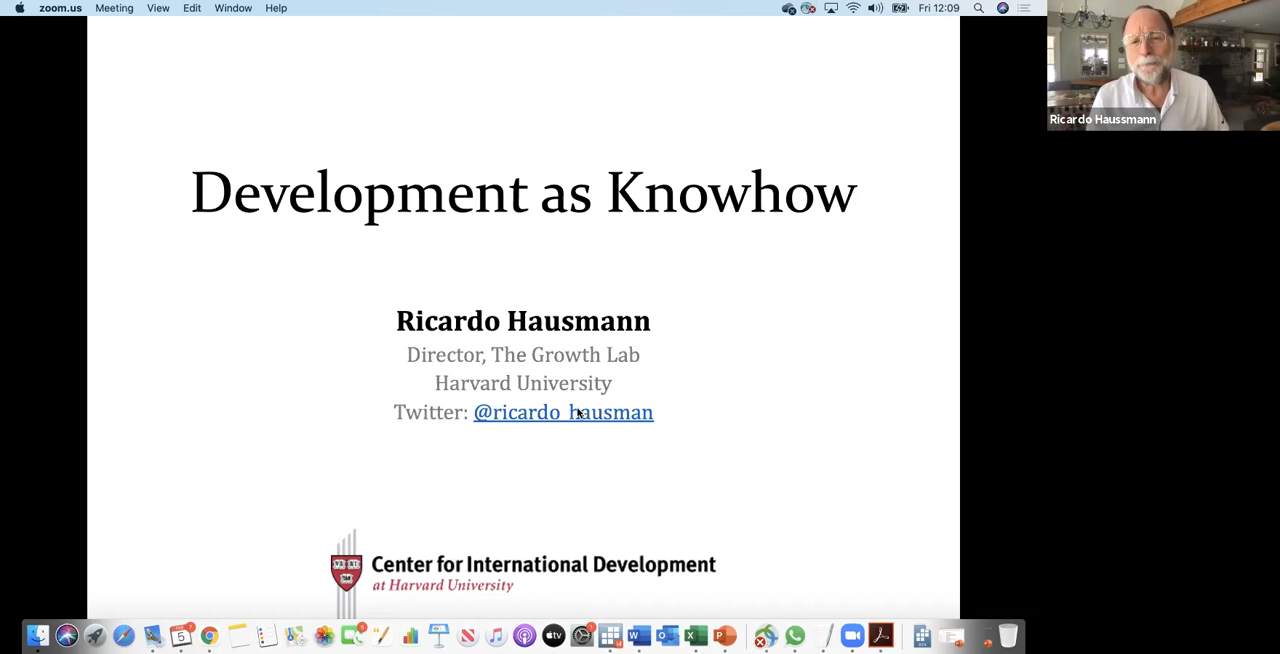 zoom.us Meeting View Edit Window Help
Fri 12:09
Ricardo Haussmann
Development as Knowhow
Ricardo Hausmann
Director, The Growth Lab
Harvard University
Twitter: @ricardo_hausman
Center for International Development
at Harvard University